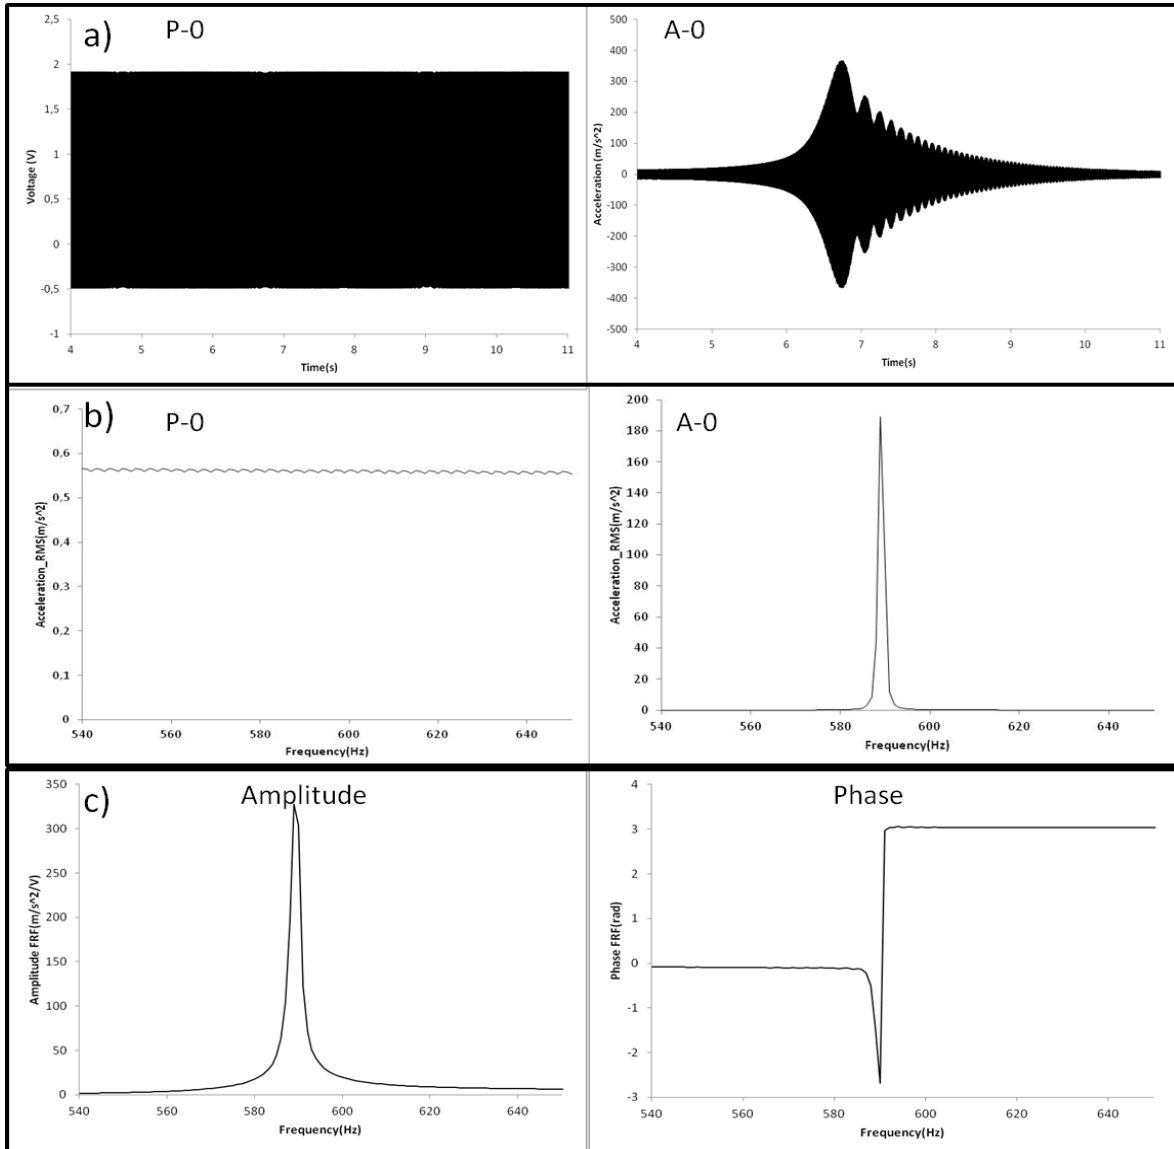 a)
P-0
2,5
2
1,5
1
0,5
0
-0,5
-1
Voltage (V)
4 5 6 7 8 9 10 11
Time(s)
A-0
500
400
300
200
100
0
-100
-200
-300
-400
-500
Acceleration (m/s^2)
4 5 6 7 8 9 10 11
Time(s)
b)
P-0
0,7
0,6
0,5
0,4
0,3
0,2
0,1
0
Acceleration_RMS(m/s^2)
540 560 580 600 620 640
Frequency(Hz)
A-0
200
180
160
140
120
100
80
60
40
20
0
Acceleration_RMS(m/s^2)
540 560 580 600 620 640
Frequency(Hz)
c)
Amplitude
350
300
250
200
150
100
50
0
Amplitude FRF(m/s^2/V)
540 560 580 600 620 640
Frequency(Hz)
Phase
4
3
2
1
0
-1
-2
-3
Phase FRF(rad)
540 560 580 600 620 640
Frequency(Hz)